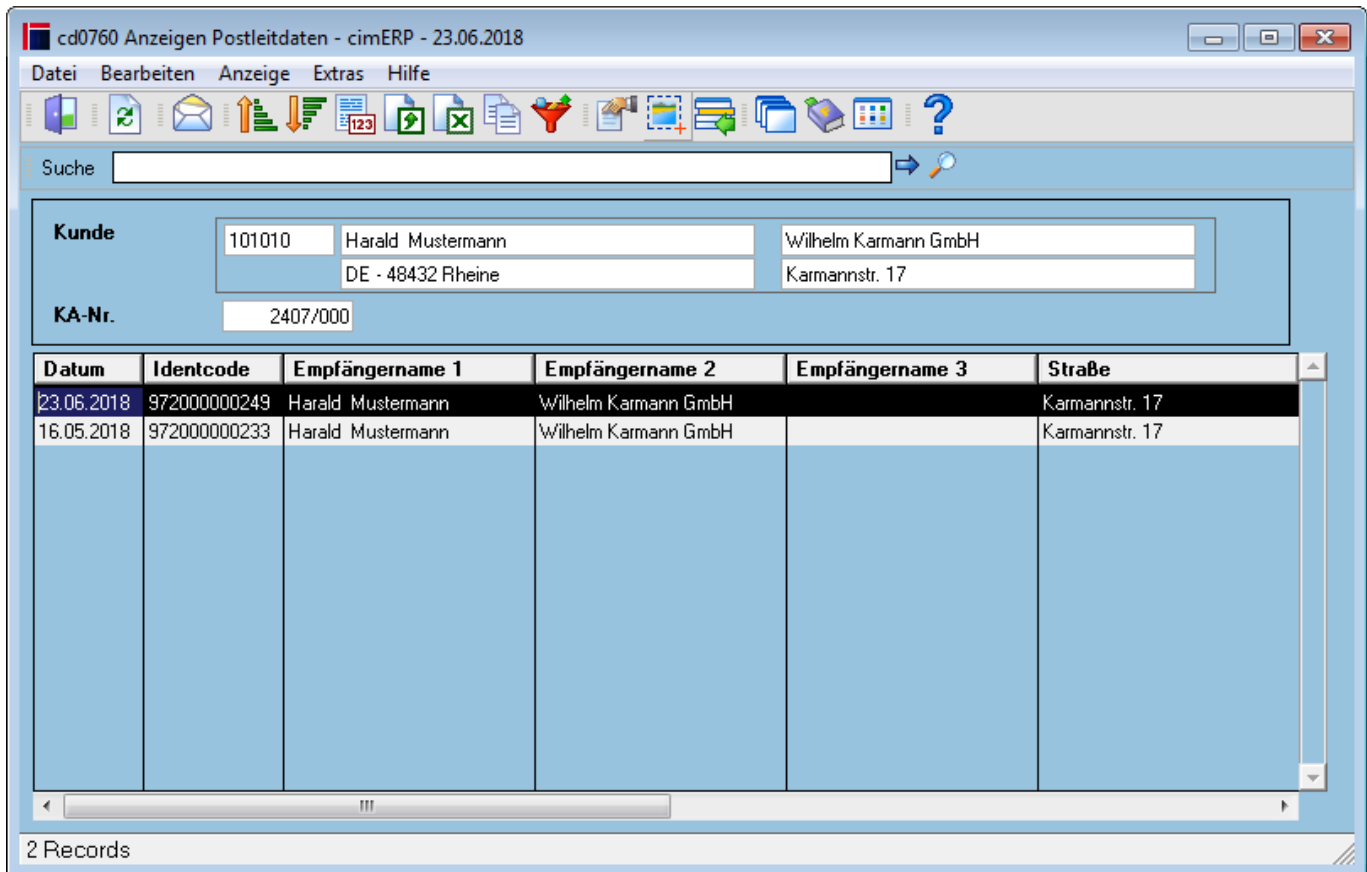 cd0760 Anzeigen Postleitdaten - cimERP - 23.06.2018
Datei Bearbeiten Anzeige Extras Hilfe
123
Suche
Kunde 101010 Harald Mustermann Wilhelm Karmann GmbH
DE - 48432 Rheine Karmannstr. 17
KA-Nr. 2407/000
Datum Identcode Empfängername 1 Empfängername 2 Empfängername 3 Straße
23.06.2018 972000000249 Harald Mustermann Wilhelm Karmann GmbH Karmannstr. 17
16.05.2018 972000000233 Harald Mustermann Wilhelm Karmann GmbH Karmannstr. 17
2 Records